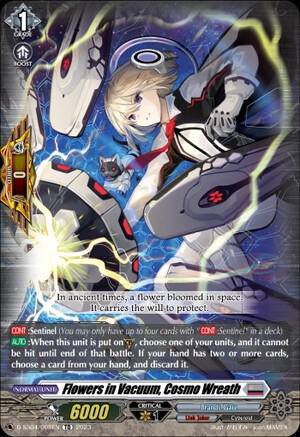 1
GRADE
BOOST
0
In ancient times, a flower bloomed in space.
It carries the will to protect.
CONT:Sentinel (You may only have up to four cards with "CONT:Sentinel" in a deck)
AUTO:When this unit is put on, choose one of your units, and it cannot
be hit until end of that battle. If your hand has two or more cards,
choose a card from your hand, and discard it.
NORMAL UNIT
Flowers in Vacuum, Cosmo Wreath
POWER 6000
CRITICAL 1
Brandt Gate
Link Joker
Cyberoid
2023